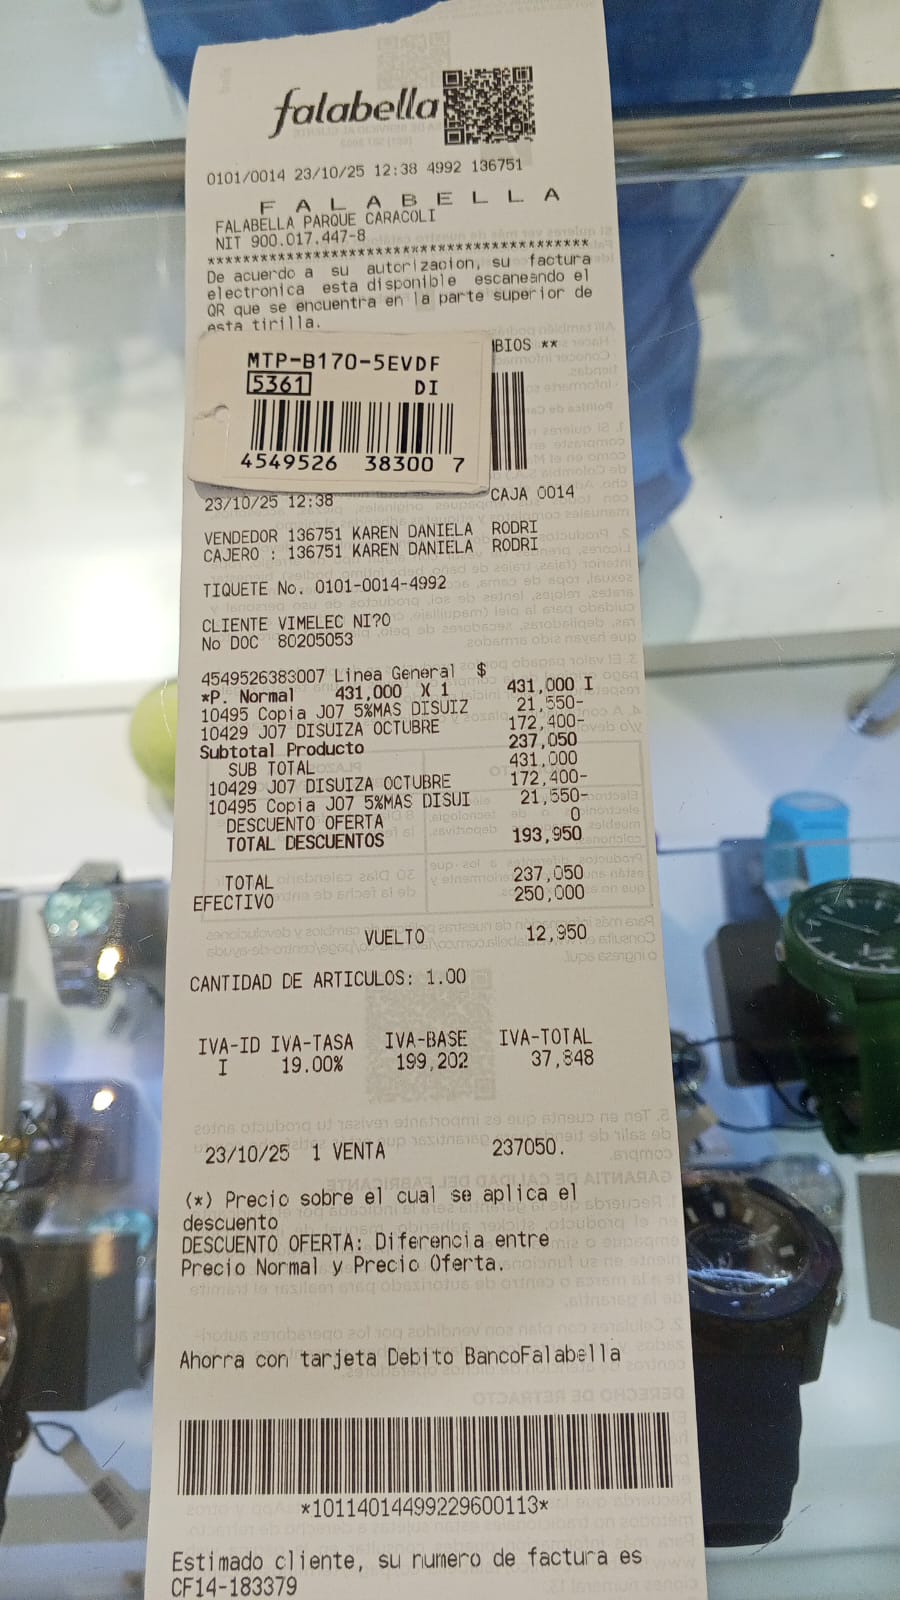 falabella
0101/0014 23/10/25 12:38 4992 136751
F A L A B E L L A
FALABELLA PARQUE CARACOLI
NIT 900.017.447-8
******************************************
De acuerdo a su autorizacion, su factura
electronica esta disponible escaneando el
QR que se encuentra en la parte superior de
esta tirilla.
BIOS **
MTP-B170-5EVDF
5361 DI
4549526 38300 7
23/10/25 12:38 CAJA 0014
VENDEDOR 136751 KAREN DANIELA RODRI
CAJERO : 136751 KAREN DANIELA RODRI
TIQUETE No. 0101-0014-4992
CLIENTE VIMELEC NI?O
No DOC 80205053
4549526383007 Linea General $
*P. Normal 431,000 X 1 431,000 I
10495 Copia J07 5%MAS DISUIZ 21,550-
10429 J07 DISUIZA OCTUBRE 172,400-
Subtotal Producto 237,050
SUB TOTAL 431,000
10429 J07 DISUIZA OCTUBRE 172,400-
10495 Copia J07 5%MAS DISUI 21,550-
DESCUENTO OFERTA 0
TOTAL DESCUENTOS 193,950
TOTAL 237,050
EFECTIVO 250,000
VUELTO 12,950
CANTIDAD DE ARTICULOS: 1.00
IVA-ID IVA-TASA IVA-BASE IVA-TOTAL
I 19.00% 199,202 37,848
23/10/25 1 VENTA 237050.
(*) Precio sobre el cual se aplica el
descuento
DESCUENTO OFERTA: Diferencia entre
Precio Normal y Precio Oferta.
Ahorra con tarjeta Debito BancoFalabella
*10114014499229600113*
Estimado cliente, su numero de factura es
CF14-183379